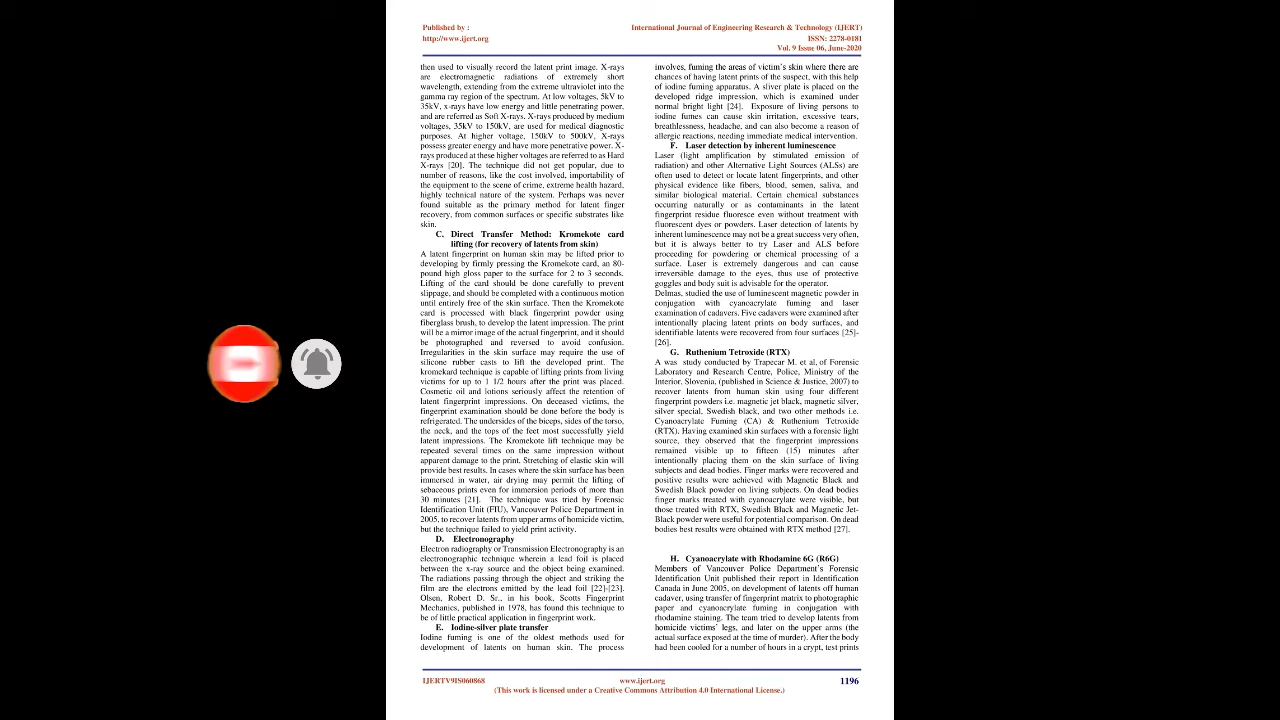 Published by :
http://www.ijert.org
International Journal of Engineering Research & Technology (IJERT)
ISSN: 2278-0181
Vol. 9 Issue 06, June-2020
then used to visually record the latent print image. X-rays
are electromagnetic radiations of extremely short
wavelength, extending from the extreme ultraviolet into the
gamma ray region of the spectrum. At low voltages, 5kV to
35kV, x-rays have low energy and little penetrating power,
and are referred as Soft X-rays. X-rays produced by medium
voltages, 35kV to 150kV, are used for medical diagnostic
purposes. At higher voltage, 150kV to 500kV, X-rays
possess greater energy and have more penetrative power. X-
rays produced at these higher voltages are referred to as Hard
X-rays [20]. The technique did not get popular, due to
number of reasons, like the cost involved, importability of
the equipment to the scene of crime, extreme health hazard,
highly technical nature of the system. Perhaps was never
found suitable as the primary method for latent finger
recovery, from common surfaces or specific substrates like
skin.
C. Direct Transfer Method: Kromekote card
lifting (for recovery of latents from skin)
A latent fingerprint on human skin may be lifted prior to
developing by firmly pressing the Kromekote card, an 80-
pound high gloss paper to the surface for 2 to 3 seconds.
Lifting of the card should be done carefully to prevent
slippage, and should be completed with a continuous motion
until entirely free of the skin surface. Then the Kromekote
card is processed with black fingerprint powder using
fiberglass brush, to develop the latent impression. The print
will be a mirror image of the actual fingerprint, and it should
be photographed and reversed to avoid confusion.
Irregularities in the skin surface may require the use of
silicone rubber casts to lift the developed print. The
kromekard technique is capable of lifting prints from living
victims for up to 1 1/2 hours after the print was placed.
Cosmetic oil and lotions seriously affect the retention of
latent fingerprint impressions. On deceased victims, the
fingerprint examination should be done before the body is
refrigerated. The undersides of the biceps, sides of the torso,
the neck, and the tops of the feet most successfully yield
latent impressions. The Kromekote lift technique may be
repeated several times on the same impression without
apparent damage to the print. Stretching of elastic skin will
provide best results. In cases where the skin surface has been
immersed in water, air drying may permit the lifting of
sebaceous prints even for immersion periods of more than
30 minutes [21]. The technique was tried by Forensic
Identification Unit (FIU), Vancouver Police Department in
2005, to recover latents from upper arms of homicide victim,
but the technique failed to yield print activity.
D. Electronography
Electron radiography or Transmission Electronography is an
electronographic technique wherein a lead foil is placed
between the x-ray source and the object being examined.
The radiations passing through the object and striking the
film are the electrons emitted by the lead foil [22]-[23].
Olsen, Robert D. Sr., in his book, Scotts Fingerprint
Mechanics, published in 1978, has found this technique to
be of little practical application in fingerprint work.
E. Iodine-silver plate transfer
Iodine fuming is one of the oldest methods used for
development of latents on human skin. The process
involves, fuming the areas of victim's skin where there are
chances of having latent prints of the suspect, with this help
of iodine fuming apparatus. A sliver plate is placed on the
developed ridge impression, which is examined under
normal bright light [24]. Exposure of living persons to
iodine fumes can cause skin irritation, excessive tears,
breathlessness, headache, and can also become a reason of
allergic reactions, needing immediate medical intervention.
F. Laser detection by inherent luminescence
Laser (light amplification by stimulated emission of
radiation) and other Alternative Light Sources (ALSs) are
often used to detect or locate latent fingerprints, and other
physical evidence like fibers, blood, semen, saliva, and
similar biological material. Certain chemical substances
occurring naturally or as contaminants in the latent
fingerprint residue fluoresce even without treatment with
fluorescent dyes or powders. Laser detection of latents by
inherent luminescence may not be a great success very often,
but it is always better to try Laser and ALS before
proceeding for powdering or chemical processing of a
surface. Laser is extremely dangerous and can cause
irreversible damage to the eyes, thus use of protective
goggles and body suit is advisable for the operator.
Delmas, studied the use of luminescent magnetic powder in
conjugation with cyanoacrylate fuming and laser
examination of cadavers. Five cadavers were examined after
intentionally placing latent prints on body surfaces, and
identifiable latents were recovered from four surfaces [25]-
[26].
G. Ruthenium Tetroxide (RTX)
A was study conducted by Trapecar M. et al, of Forensic
Laboratory and Research Centre, Police, Ministry of the
Interior, Slovenia, (published in Science & Justice, 2007) to
recover latents from human skin using four different
fingerprint powders i.e. magnetic jet black, magnetic silver,
silver special, Swedish black, and two other methods i.e.
Cyanoacrylate Fuming (CA) & Ruthenium Tetroxide
(RTX). Having examined skin surfaces with a forensic light
source, they observed that the fingerprint impressions
remained visible up to fifteen (15) minutes after
intentionally placing them on the skin surface of living
subjects and dead bodies. Finger marks were recovered and
positive results were achieved with Magnetic Black and
Swedish Black powder on living subjects. On dead bodies
finger marks treated with cyanoacrylate were visible, but
those treated with RTX, Swedish Black and Magnetic Jet-
Black powder were useful for potential comparison. On dead
bodies best results were obtained with RTX method [27].
H. Cyanoacrylate with Rhodamine 6G (R6G)
Members of Vancouver Police Department's Forensic
Identification Unit published their report in Identification
Canada in June 2005, on development of latents off human
cadaver, using transfer of fingerprint matrix to photographic
paper and cyanoacrylate fuming in conjugation with
rhodamine staining. The team tried to develop latents from
homicide victims' legs, and later on the upper arms (the
actual surface exposed at the time of murder). After the body
had been cooled for a number of hours in a crypt, test prints
IJERTV9IS060868
www.ijert.org
1196
(This work is licensed under a Creative Commons Attribution 4.0 International License.)